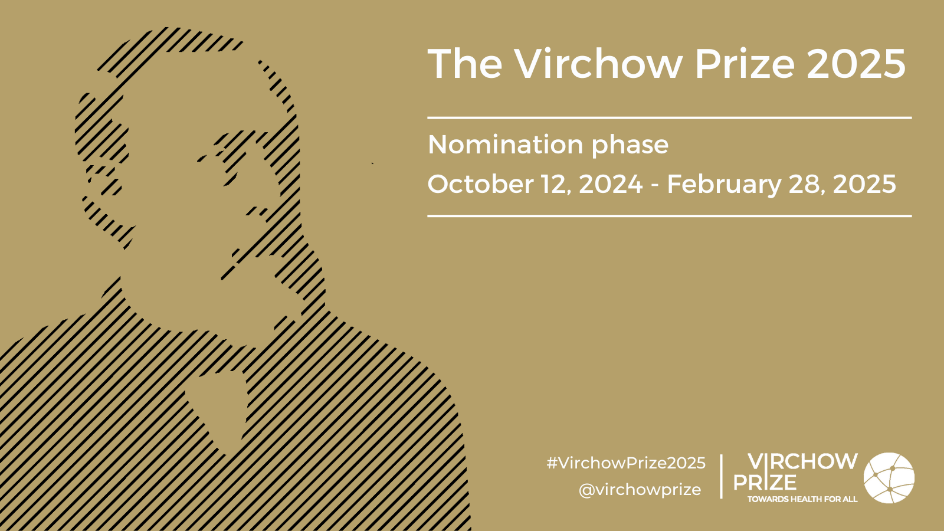 The Virchow Prize 2025
Nomination phase
October 12, 2024 - February 28, 2025
#VirchowPrize2025
@virchowprize
VIRCHOW
PRIZE
TOWARDS HEALTH FOR ALL